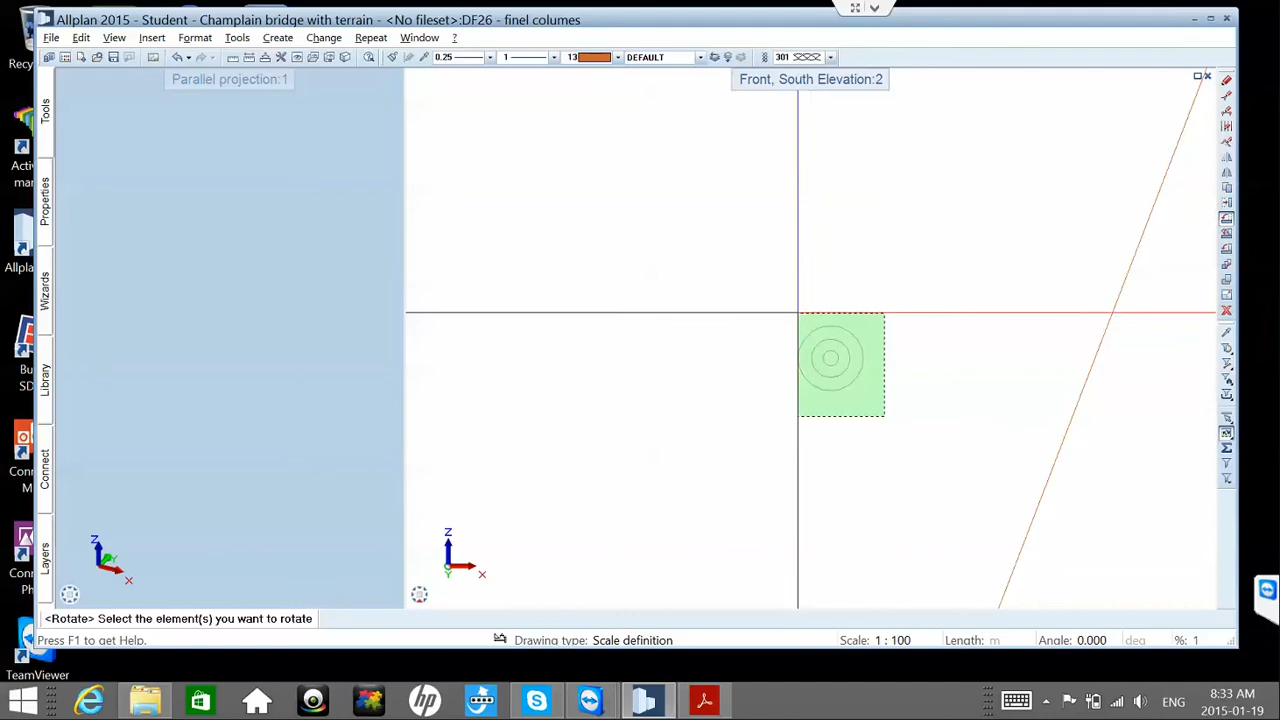 Allplan 2015 - Student - Champlain bridge with terrain - <No fileset>:DF26 - finel columes
File Edit View Insert Format Tools Create Change Repeat Window ?
0.25 1 13 DEFAULT 301
Parallel projection:1
Front, South Elevation:2
Tools
Properties
Wizards
Library
Connect
Layers
Z
Y
X
Z
Y
X
<Rotate> Select the element(s) you want to rotate
Press F1 to get Help.
Drawing type: Scale definition
Scale: 1 : 100
Length: m
Angle: 0.000 deg
%: 1
TeamViewer
ENG
8:33 AM
2015-01-19